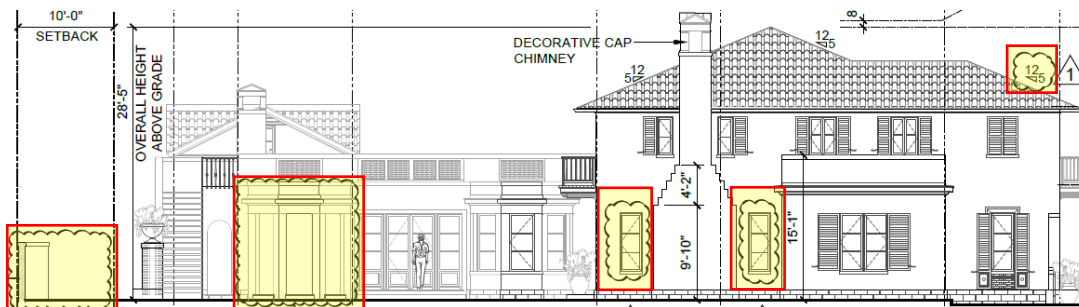 10'-0"
SETBACK
28'-5"
OVERALL HEIGHT
ABOVE GRADE
DECORATIVE CAP
CHIMNEY
12
5
12
5
8
12
5
1
4'-2"
9'-10"
15'-1"